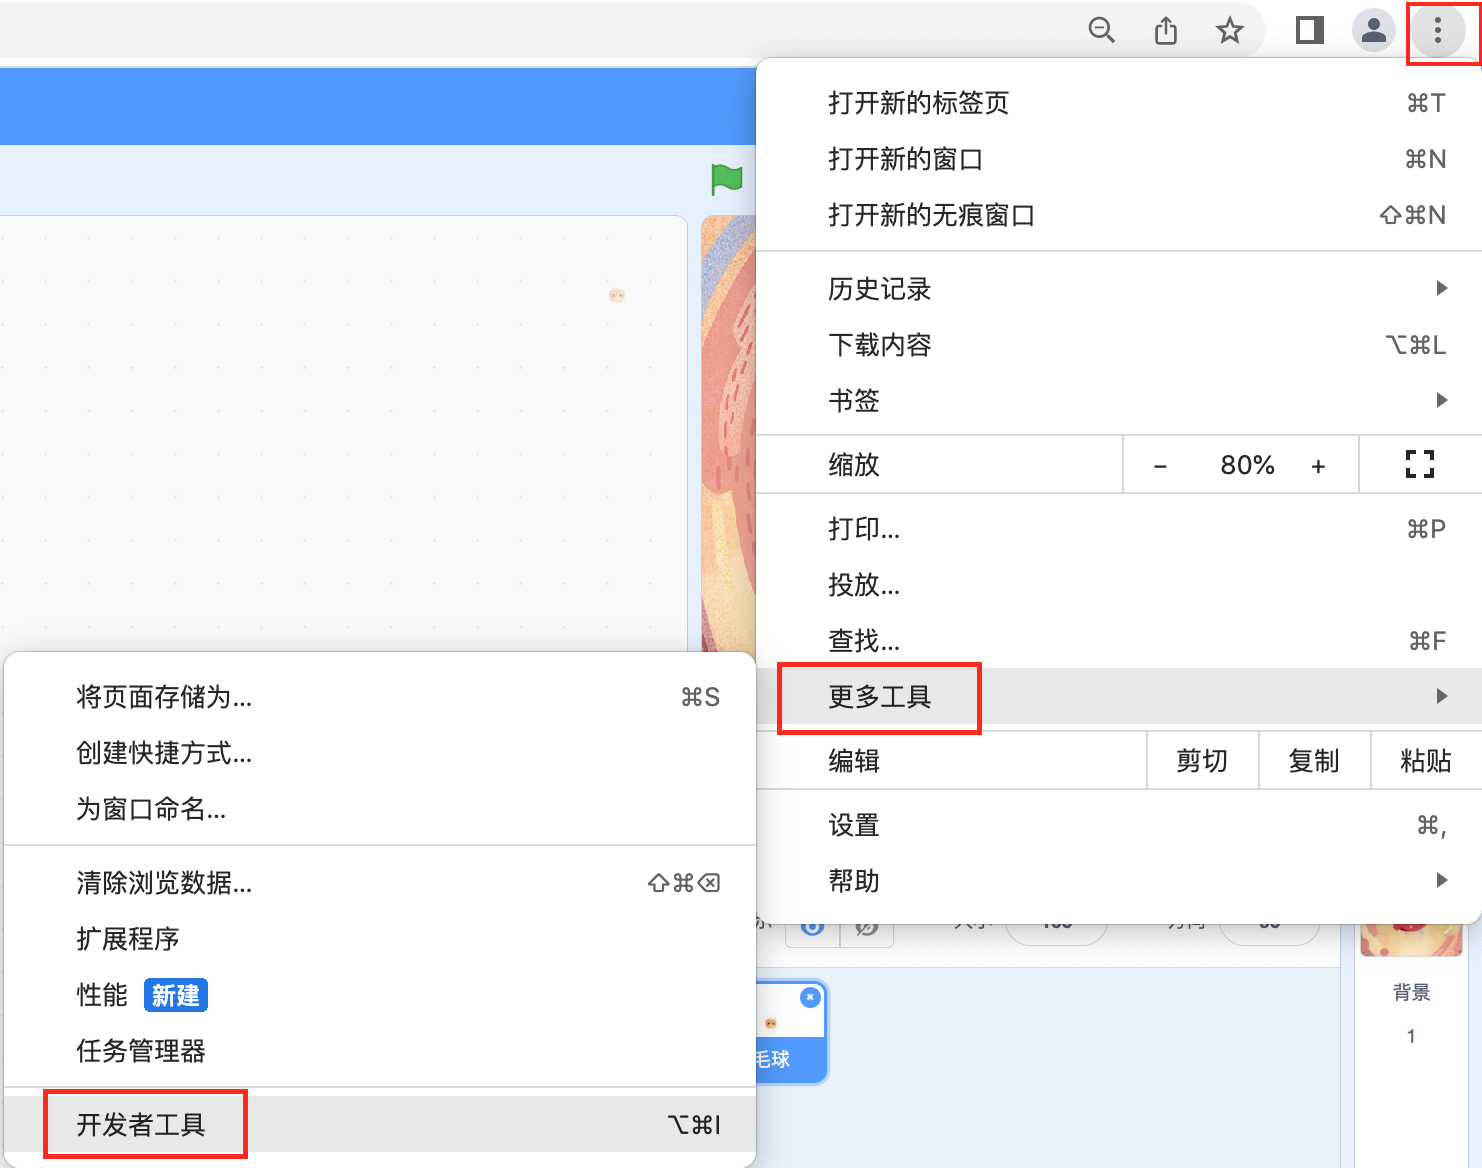 打开新的标签页 ⌘T
打开新的窗口 ⌘N
打开新的无痕窗口 ⇧⌘N
历史记录
下载内容 ⌥⌘L
书签
缩放 − 80% +
打印... ⌘P
投放...
查找... ⌘F
更多工具
编辑 剪切 复制 粘贴
设置 ⌘,
帮助
将页面存储为... ⌘S
创建快捷方式...
为窗口命名...
清除浏览数据... ⇧⌘⌫
扩展程序
性能 新建
任务管理器
开发者工具 ⌥⌘I
毛球
背景
1